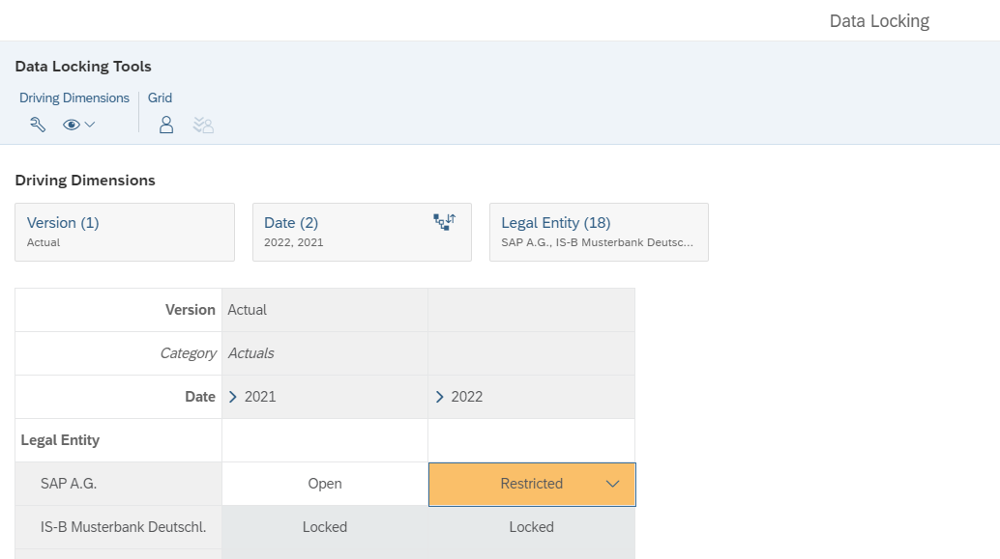 Data Locking
Data Locking Tools
Driving Dimensions Grid
Driving Dimensions
Version (1) Date (2) Legal Entity (18)
Actual 2022, 2021 SAP A.G., IS-B Musterbank Deutsc...
Version Actual
Category Actuals
Date 2021 2022
Legal Entity
SAP A.G. Open Restricted
IS-B Musterbank Deutschl. Locked Locked